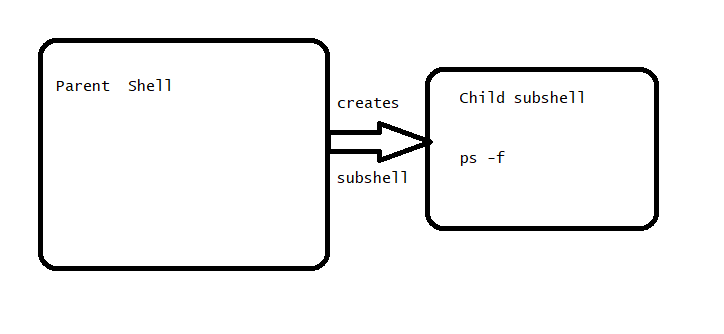 Parent  Shell
creates
subshell
Child subshell
ps -f